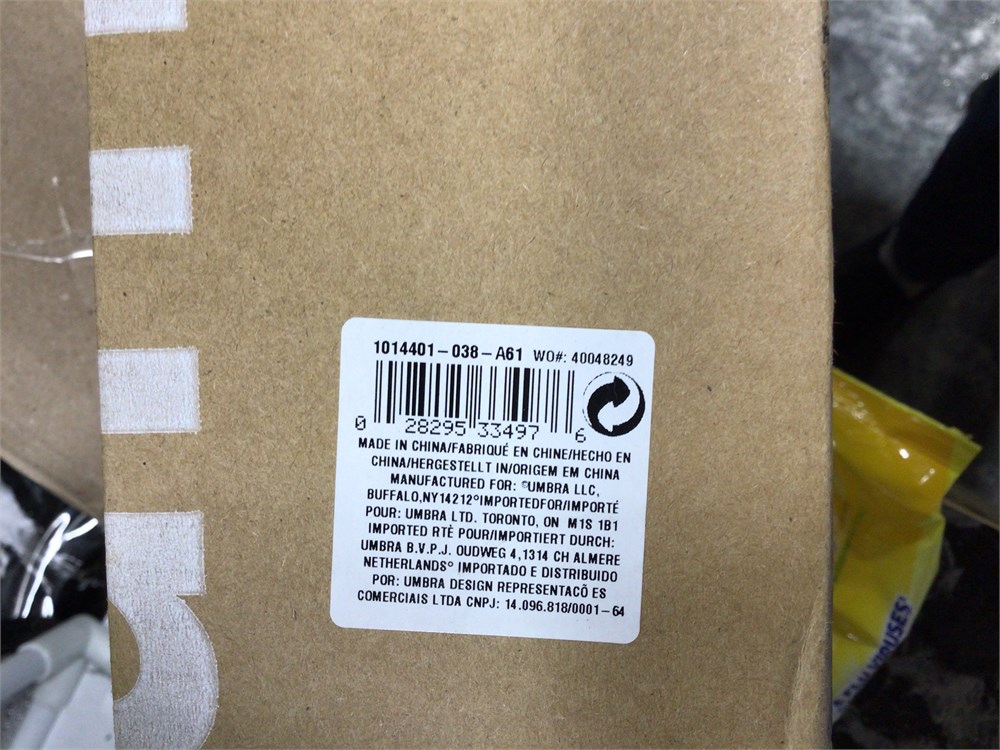 1014401-038-A61 WO#: 40048249
0 28295 33497 6
MADE IN CHINA/FABRIQUÉ EN CHINE/HECHO EN
CHINA/HERGESTELLT IN/ORIGEM EM CHINA
MANUFACTURED FOR: °UMBRA LLC,
BUFFALO,NY14212°IMPORTEDFOR/IMPORTÉ
POUR: UMBRA LTD. TORONTO, ON M1S 1B1
IMPORTED RTÈ POUR/IMPORTIERT DURCH:
UMBRA B.V.P.J. OUDWEG 4,1314 CH ALMERE
NETHERLANDS° IMPORTADO E DISTRIBUIDO
POR: UMBRA DESIGN REPRESENTACÕ ES
COMERCIAIS LTDA CNPJ: 14.096.818/0001-64